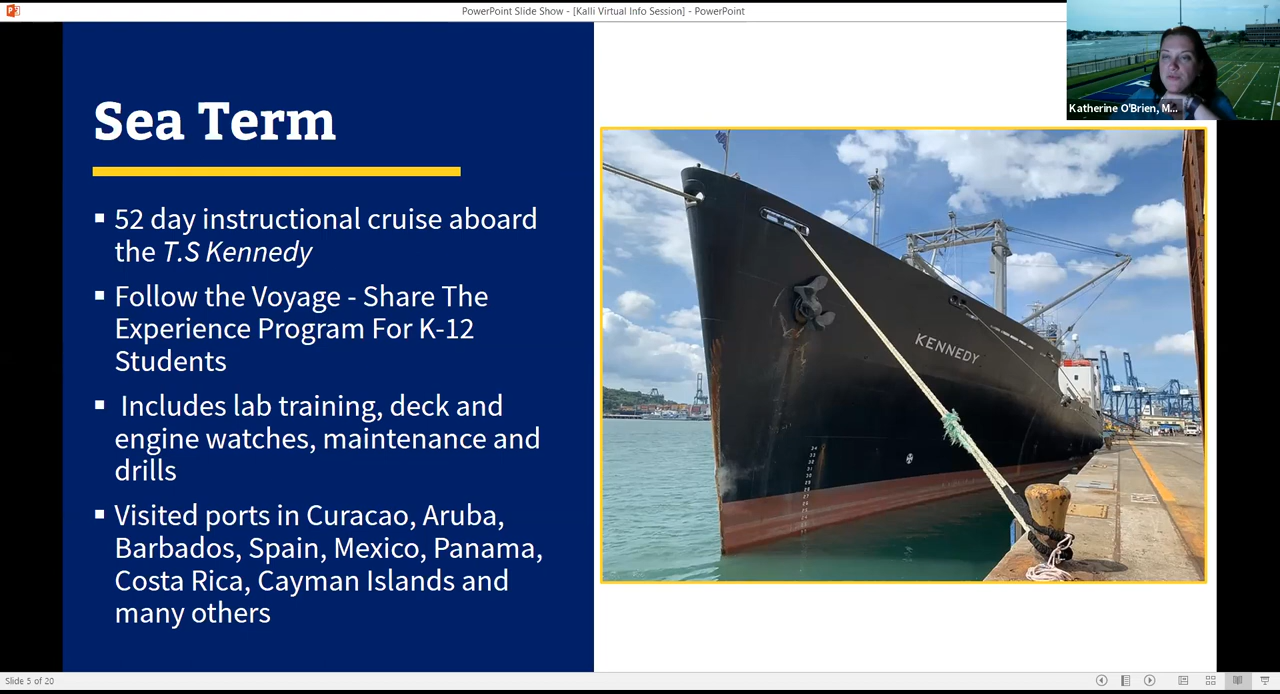 PowerPoint Slide Show - [Kalli Virtual Info Session] - PowerPoint
Katherine O'Brien, M...
Sea Term
▪ 52 day instructional cruise aboard
the T.S Kennedy
▪ Follow the Voyage - Share The
Experience Program For K-12
Students
▪ Includes lab training, deck and
engine watches, maintenance and
drills
▪ Visited ports in Curacao, Aruba,
Barbados, Spain, Mexico, Panama,
Costa Rica, Cayman Islands and
many others
KENNEDY
Slide 5 of 20